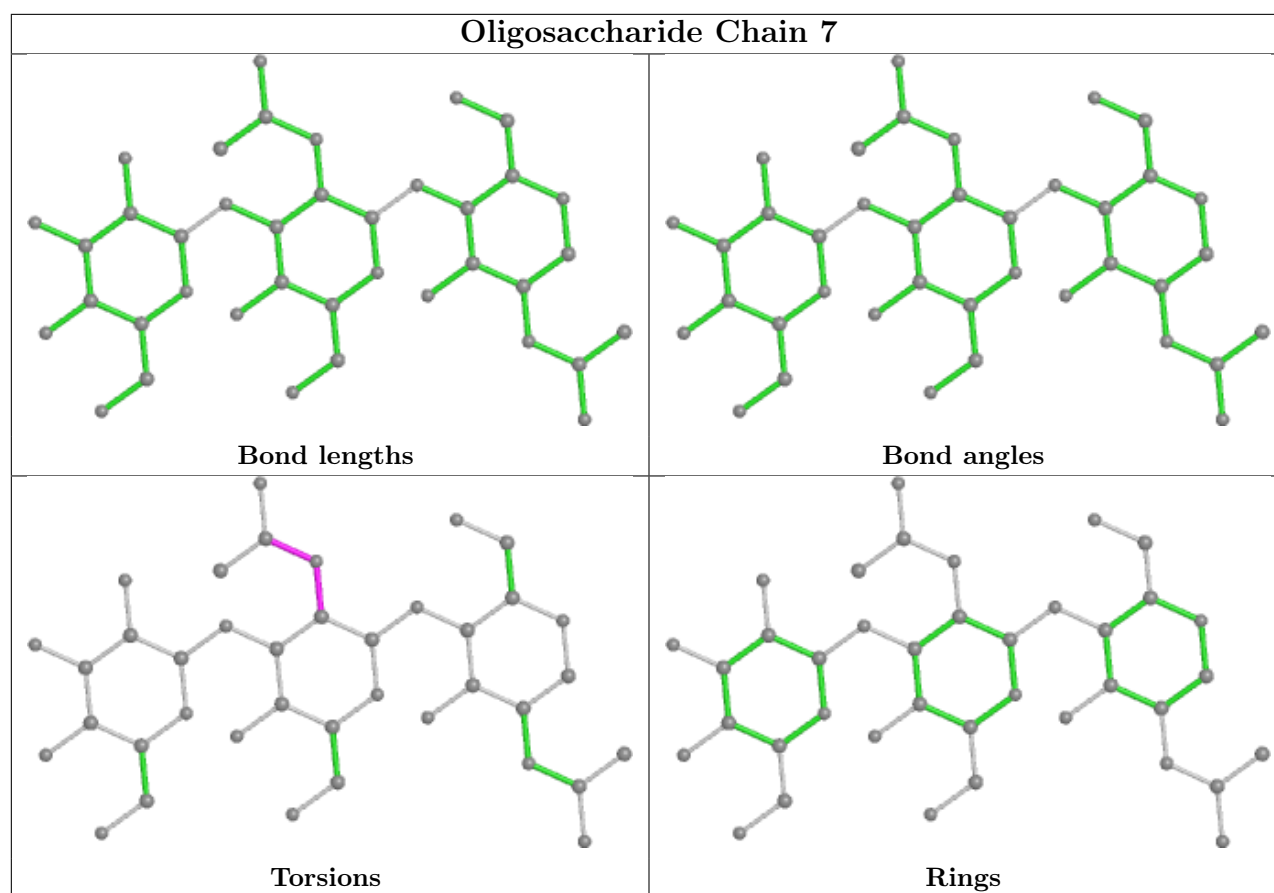 Oligosaccharide Chain 7
Bond lengths
Bond angles
Torsions
Rings